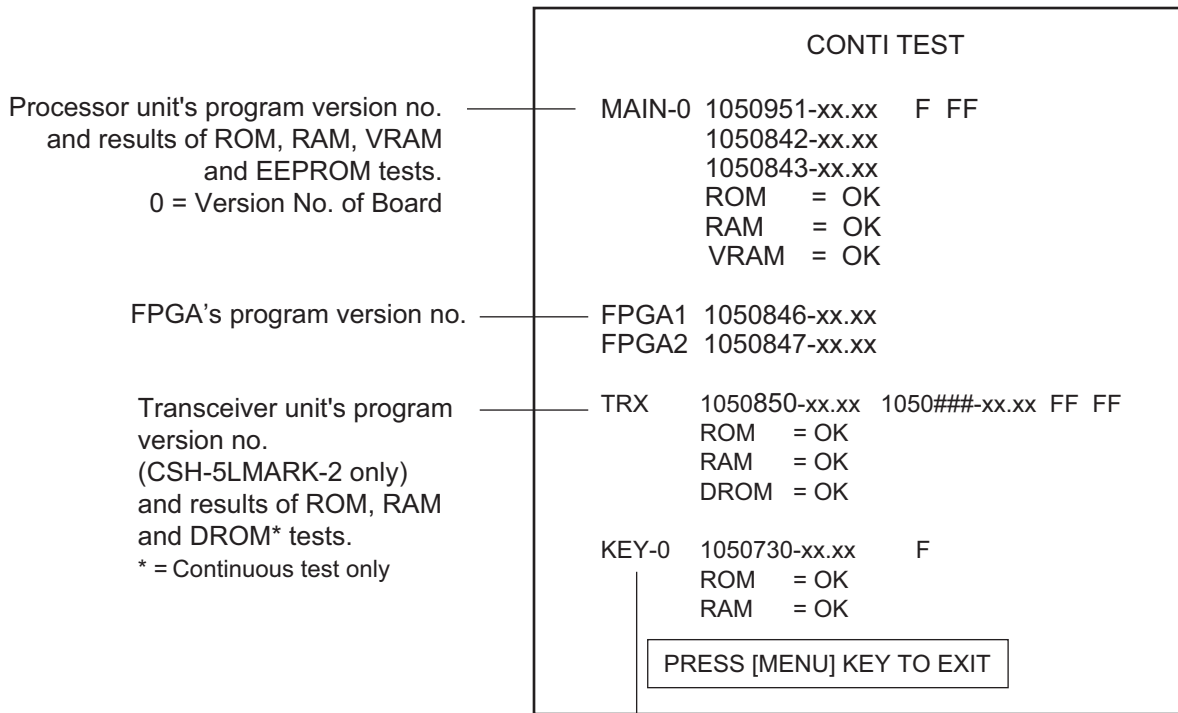 CONTI TEST
Processor unit's program version no.
and results of ROM, RAM, VRAM
and EEPROM tests.
0 = Version No. of Board
MAIN-0 1050951-xx.xx F FF
1050842-xx.xx
1050843-xx.xx
ROM = OK
RAM = OK
VRAM = OK
FPGA's program version no.
FPGA1 1050846-xx.xx
FPGA2 1050847-xx.xx
Transceiver unit's program
version no.
(CSH-5LMARK-2 only)
and results of ROM, RAM
and DROM* tests.
* = Continuous test only
TRX 1050850-xx.xx 1050###-xx.xx FF FF
ROM = OK
RAM = OK
DROM = OK
KEY-0 1050730-xx.xx F
ROM = OK
RAM = OK
PRESS [MENU] KEY TO EXIT